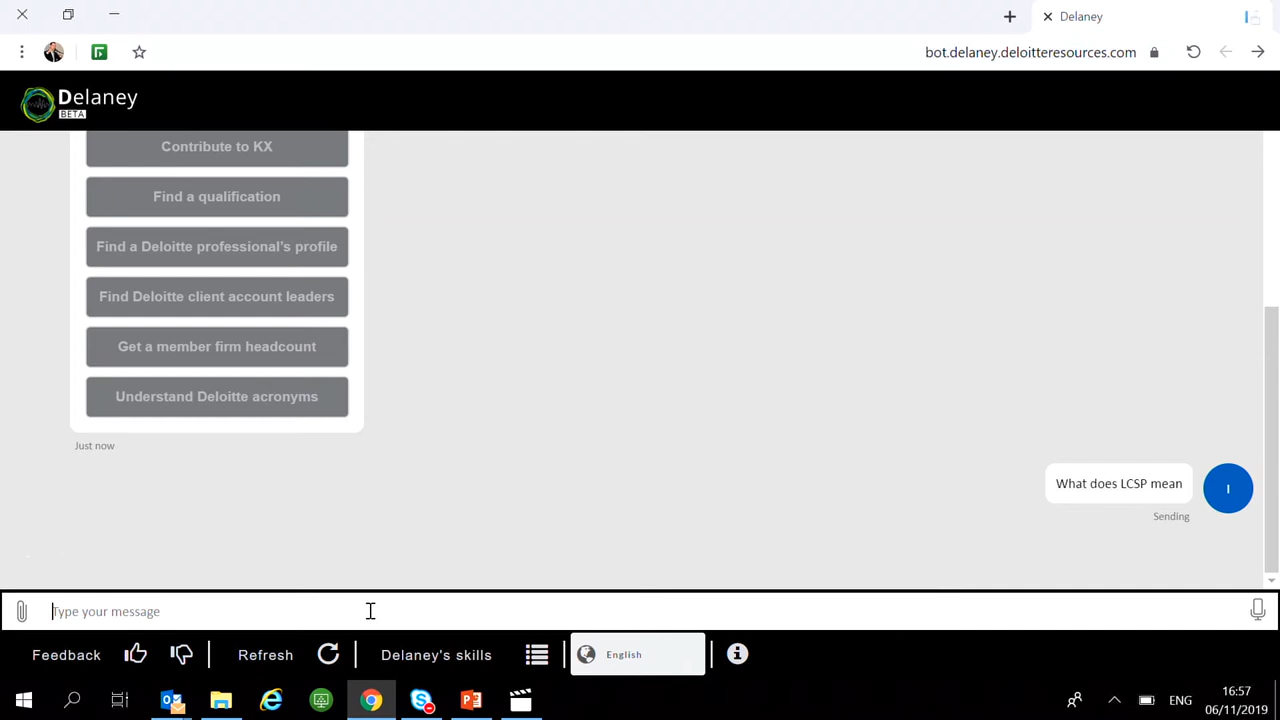 Delaney
bot.delaney.deloitteresources.com
Delaney
BETA
Contribute to KX
Find a qualification
Find a Deloitte professional's profile
Find Deloitte client account leaders
Get a member firm headcount
Understand Deloitte acronyms
Just now
What does LCSP mean
I
Sending
Type your message
Feedback
Refresh
Delaney's skills
English
ENG
16:57
06/11/2019